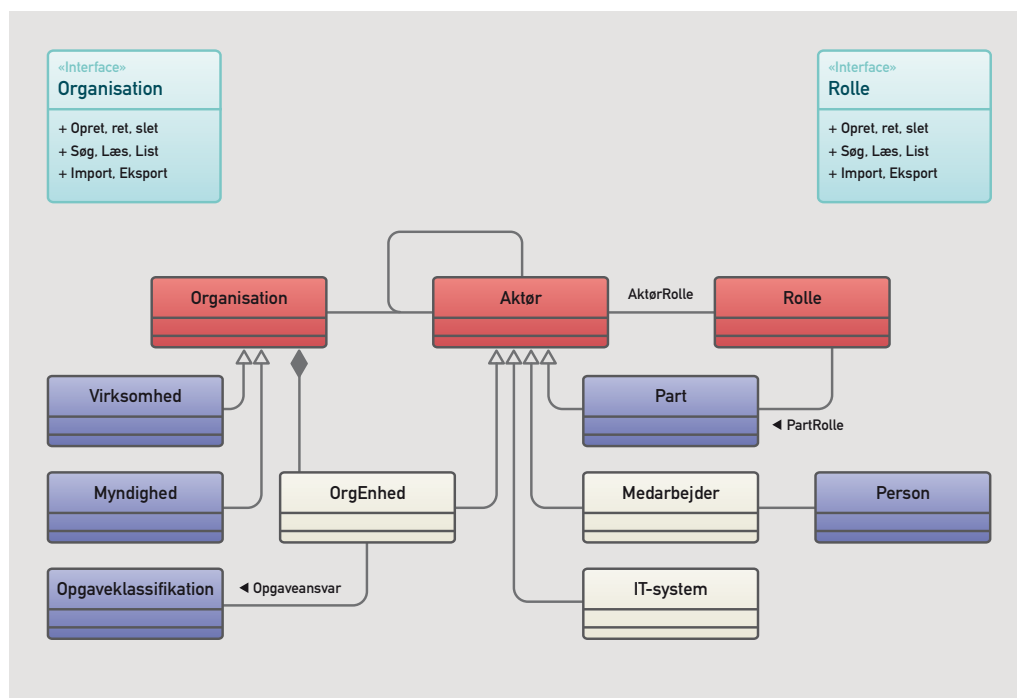 «Interface»
Organisation
+ Opret, ret, slet
+ Søg, Læs, List
+ Import, Eksport
«Interface»
Rolle
+ Opret, ret, slet
+ Søg, Læs, List
+ Import, Eksport
Organisation
Aktør
AktørRolle
Rolle
Virksomhed
Part
◄ PartRolle
Myndighed
OrgEnhed
Medarbejder
Person
Opgaveklassifikation
◄ Opgaveansvar
IT-system